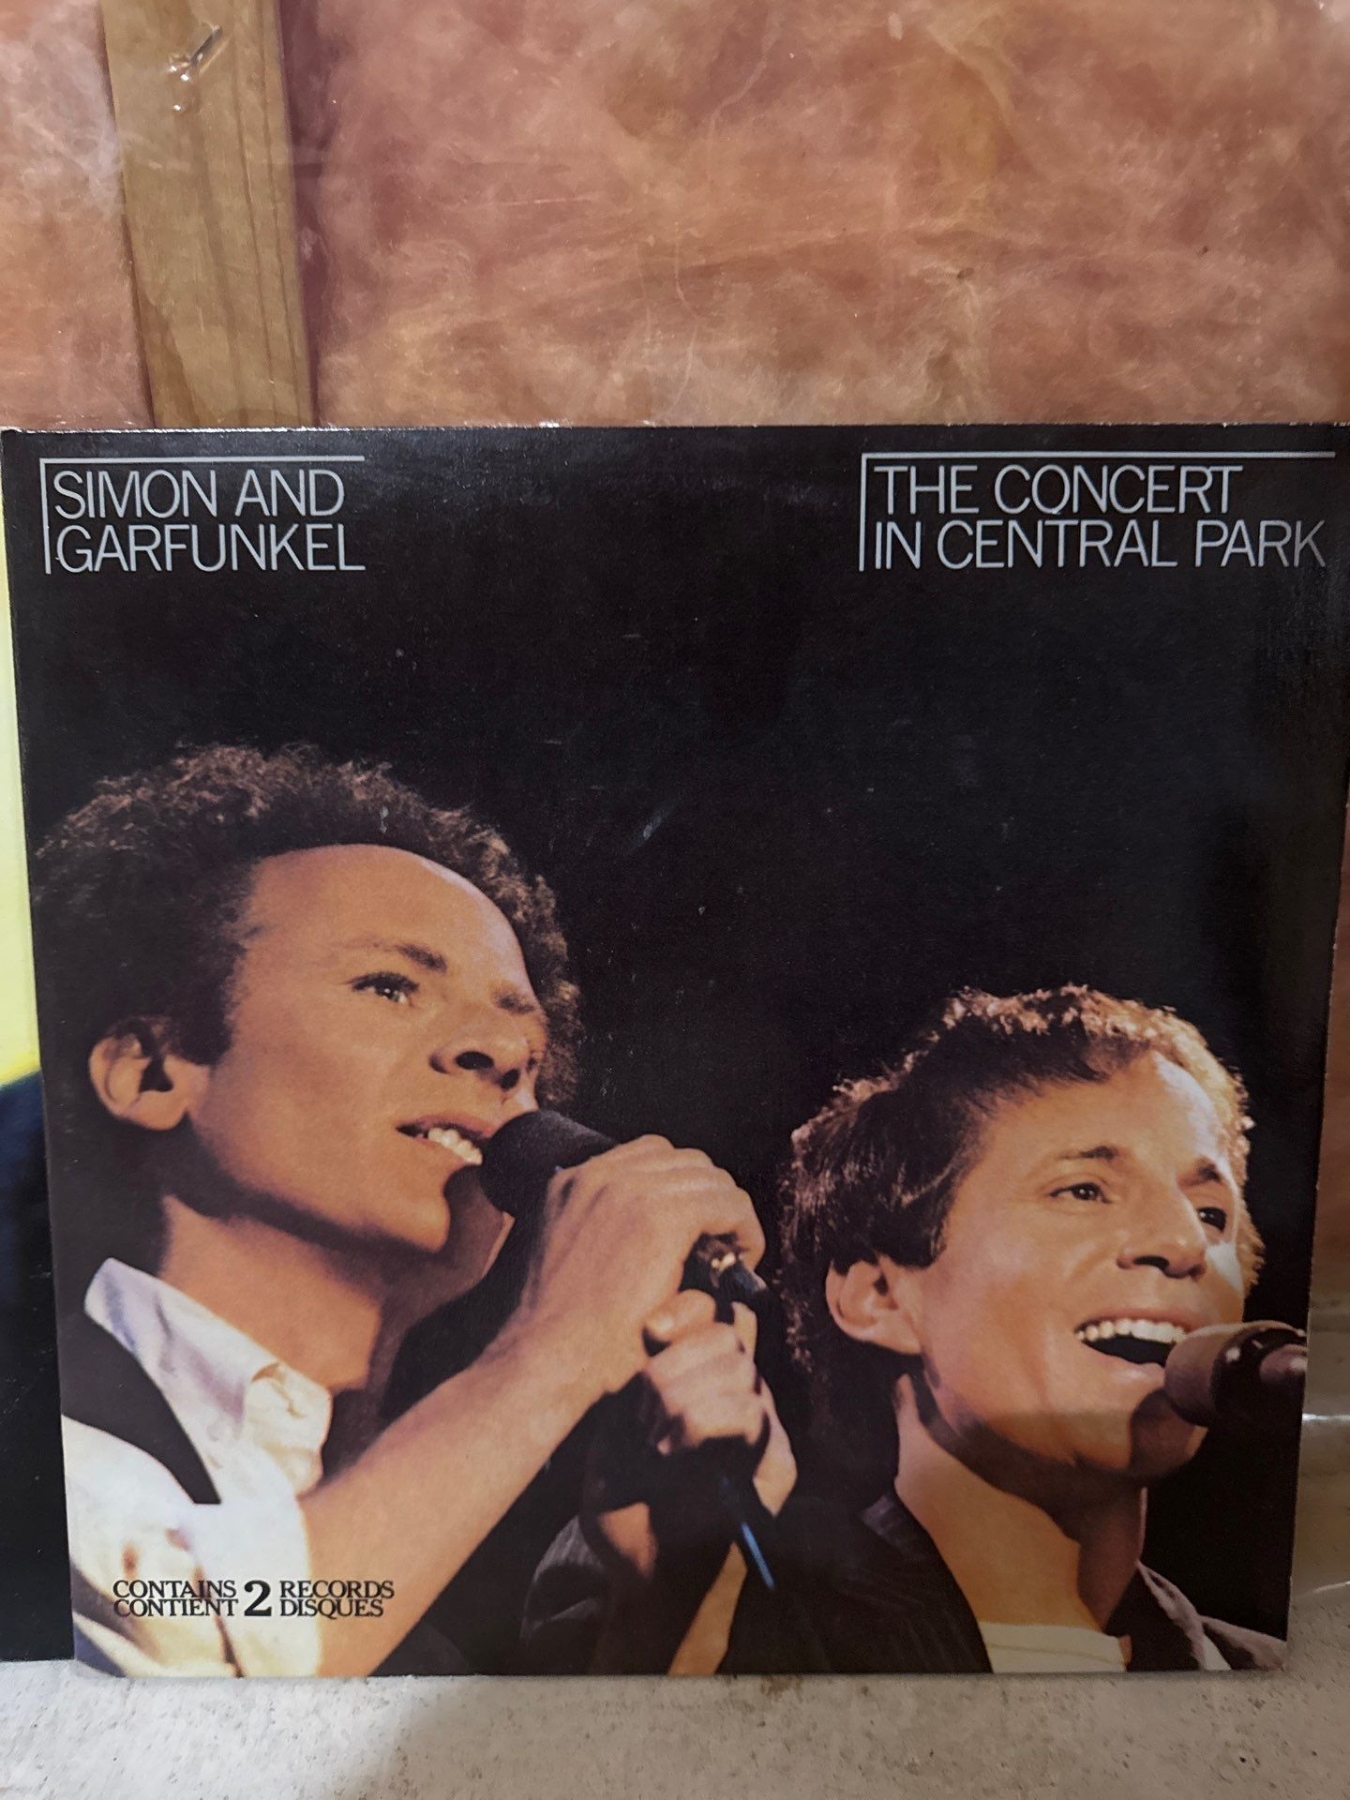 SIMON AND
GARFUNKEL
THE CONCERT
IN CENTRAL PARK
CONTAINS 2 RECORDS
CONTIENT DISQUES